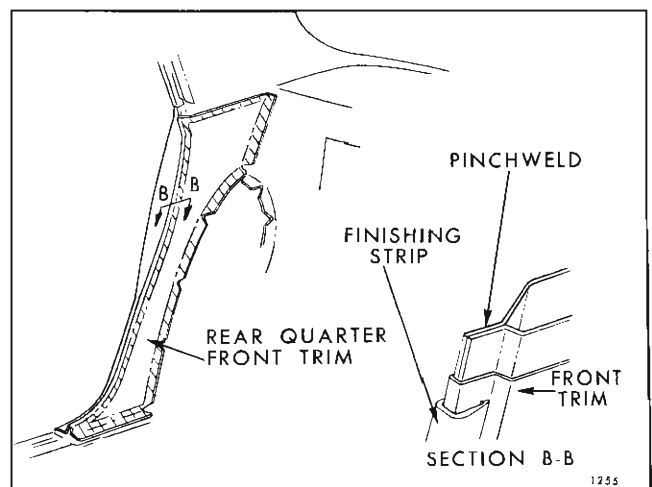 B
B
REAR QUARTER
FRONT TRIM
PINCHWELD
FINISHING
STRIP
FRONT
TRIM
SECTION B-B
1255